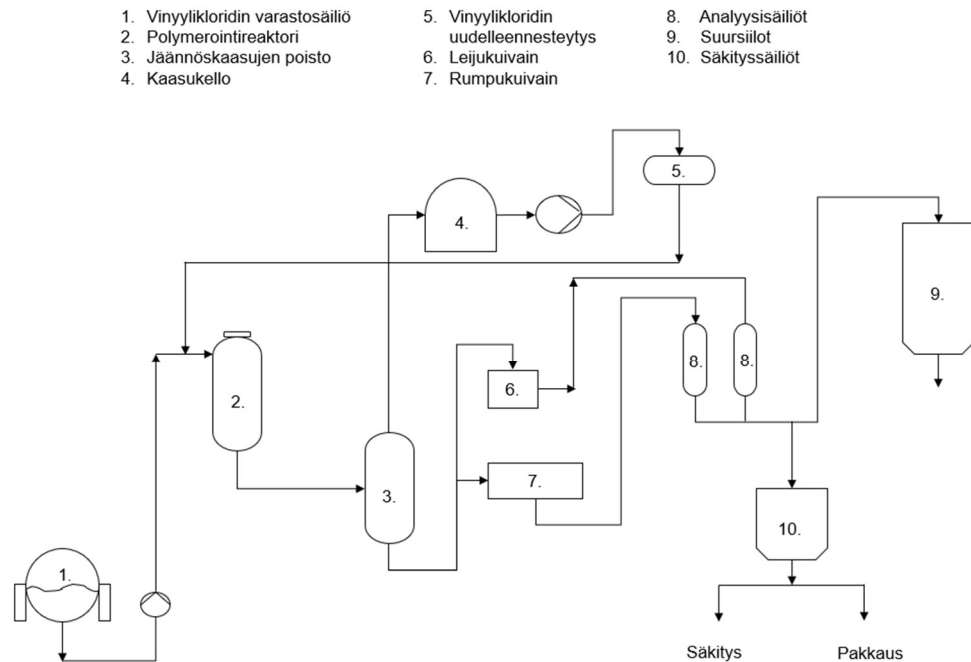 1. Vinyylikloridin varastosäiliö
2. Polymerointireaktori
3. Jäännöskaasujen poisto
4. Kaasukello
5. Vinyylikloridin
uudelleennesteytys
6. Leijukuivain
7. Rumpukuivain
8. Analyysisäiliöt
9. Suursiilot
10. Säkityssäiliöt
5.
4.
9.
8.
8.
6.
2.
7.
3.
10.
1.
Säkitys
Pakkaus